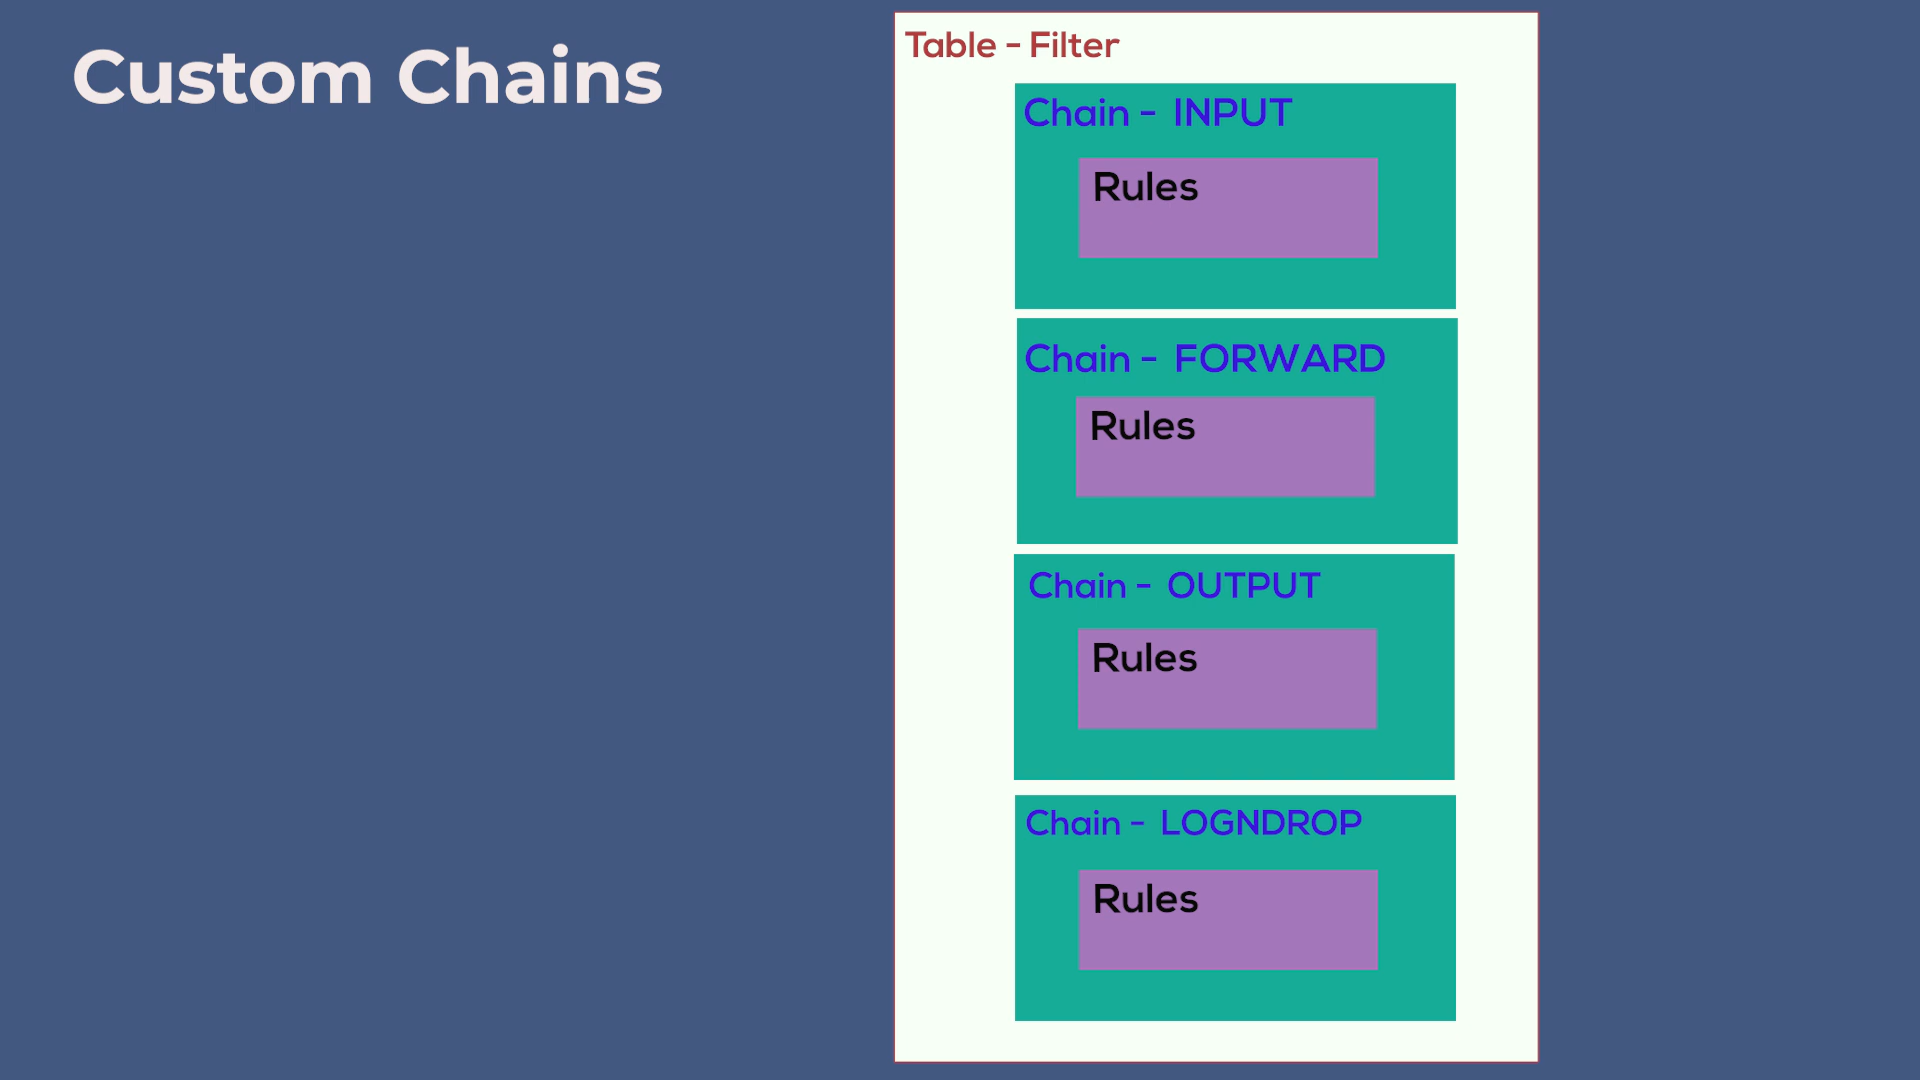 Custom Chains
Table - Filter
Chain - INPUT
Rules
Chain - FORWARD
Rules
Chain - OUTPUT
Rules
Chain - LOGNDROP
Rules